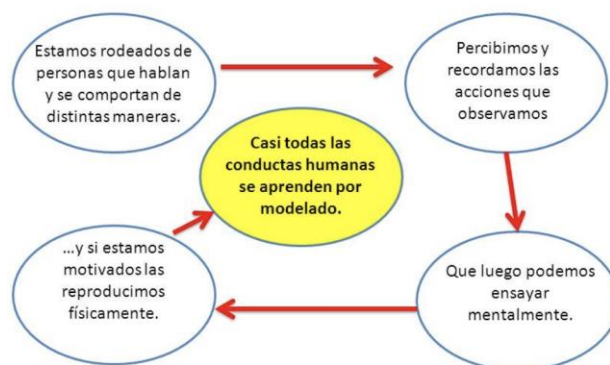 Estamos rodeados de
personas que hablan
y se comportan de
distintas maneras.
Percibimos y
recordamos las
acciones que
observamos
Casi todas las
conductas humanas
se aprenden por
modelado.
…y si estamos
motivados las
reproducimos
físicamente.
Que luego podemos
ensayar
mentalmente.